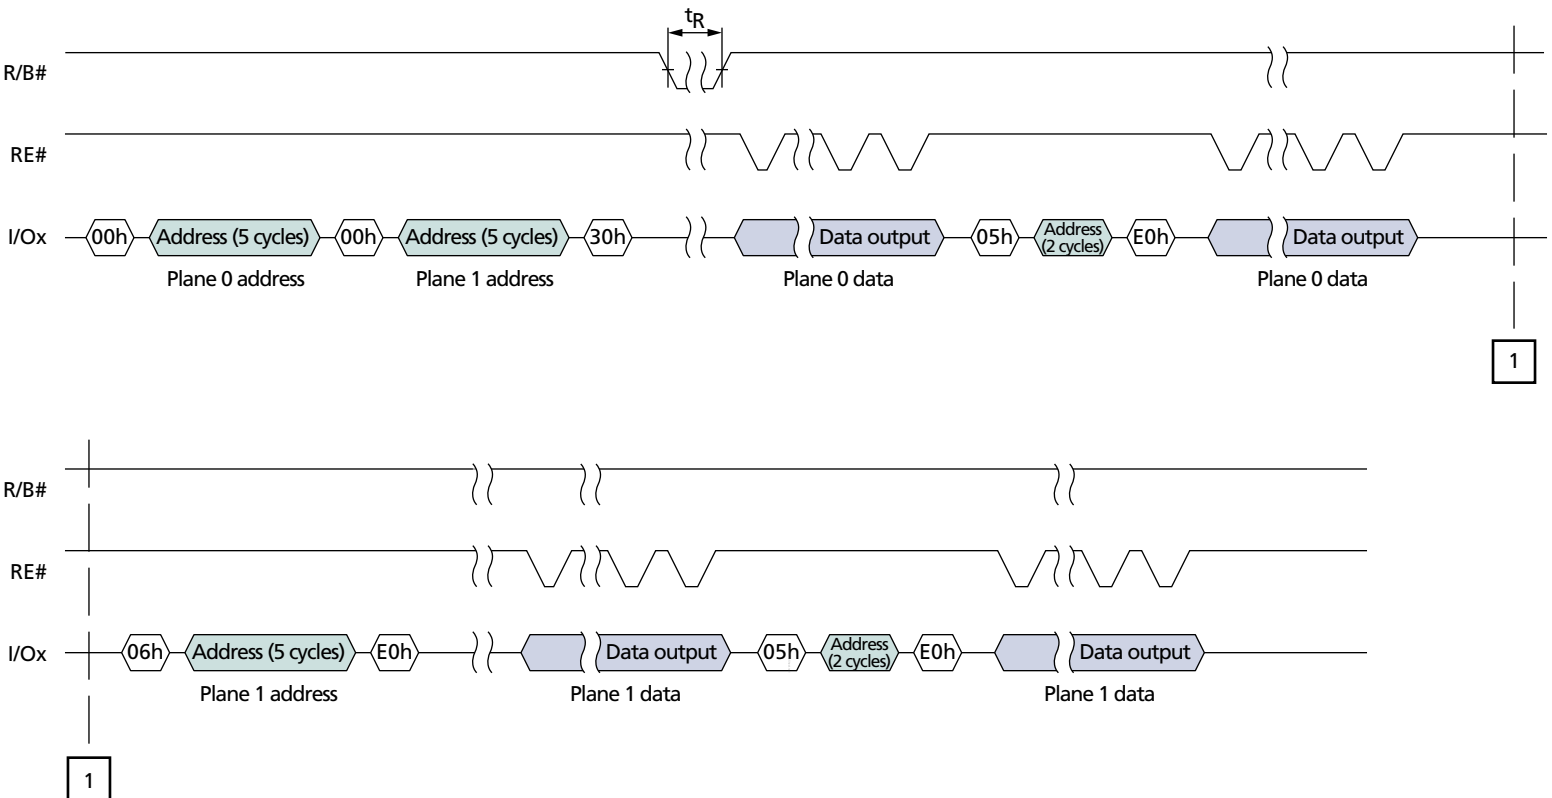 tR
R/B#
RE#
I/Ox
00h
Address (5 cycles)
00h
Address (5 cycles)
30h
Data output
05h
Address
(2 cycles)
E0h
Data output
Plane 0 address
Plane 1 address
Plane 0 data
Plane 0 data
1
R/B#
RE#
I/Ox
06h
Address (5 cycles)
E0h
Data output
05h
Address
(2 cycles)
E0h
Data output
Plane 1 address
Plane 1 data
Plane 1 data
1